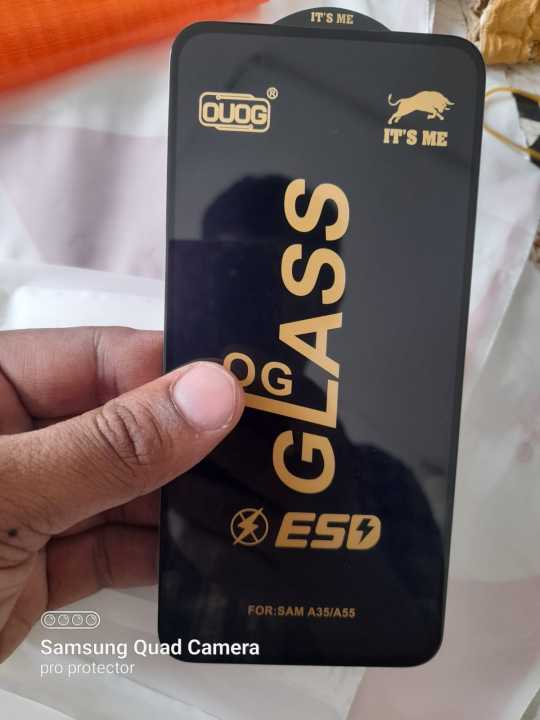 IT'S ME
OUOG®
IT'S ME
OG
GLASS
ESD
FOR:SAM A35/A55
Samsung Quad Camera
pro protector